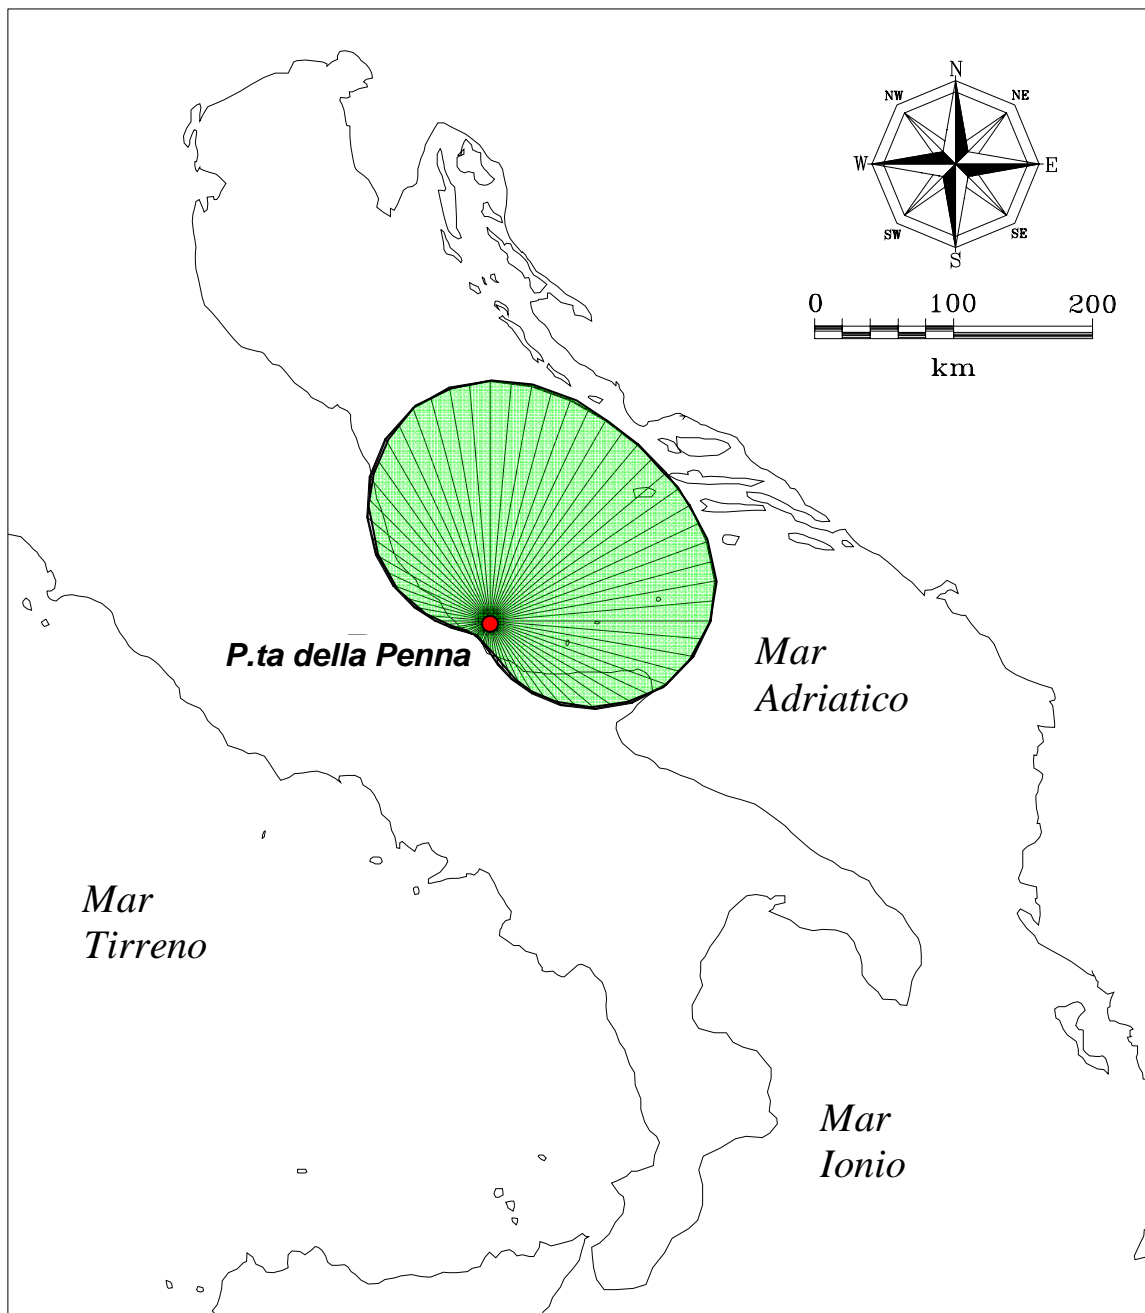 N
NW
NE
W
E
SW
SE
S
0 100 200
km
P.ta della Penna
Mar
Adriatico
Mar
Tirreno
Mar
Ionio